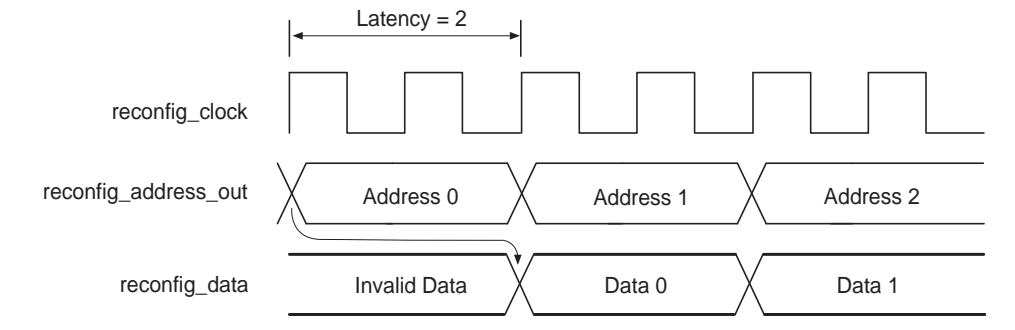 Latency = 2
reconfig_clock
reconfig_address_out Address 0 Address 1 Address 2
reconfig_data Invalid Data Data 0 Data 1